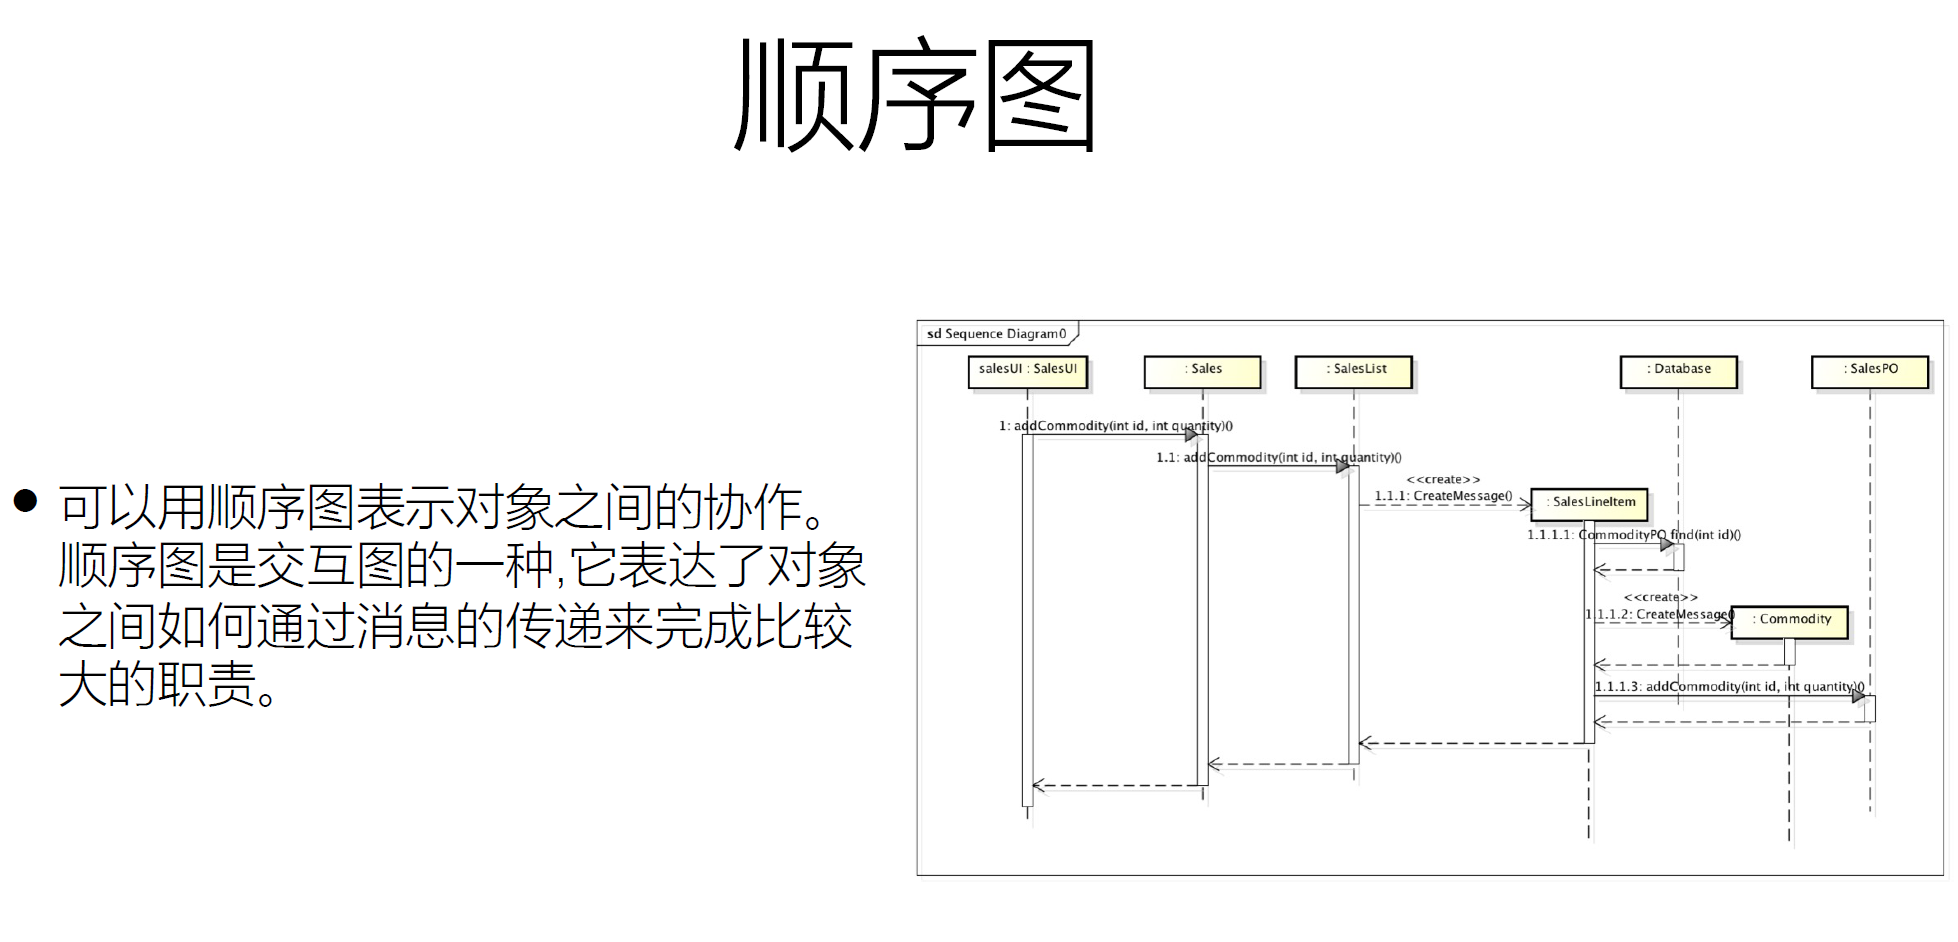 顺序图
可以用顺序图表示对象之间的协作。
顺序图是交互图的一种,它表达了对象
之间如何通过消息的传递来完成比较
大的职责。
sd Sequence Diagram0
salesUI : SalesUI
: Sales
: SalesList
: Database
: SalesPO
1: addCommodity(int id, int quantity)()
1.1: addCommodity(int id, int quantity)()
<<create>>
1.1.1: CreateMessage()
: SalesLineItem
1.1.1.1: CommodityPO find(int id)()
<<create>>
1.1.1.2: CreateMessage()
: Commodity
1.1.1.3: addCommodity(int id, int quantity)()